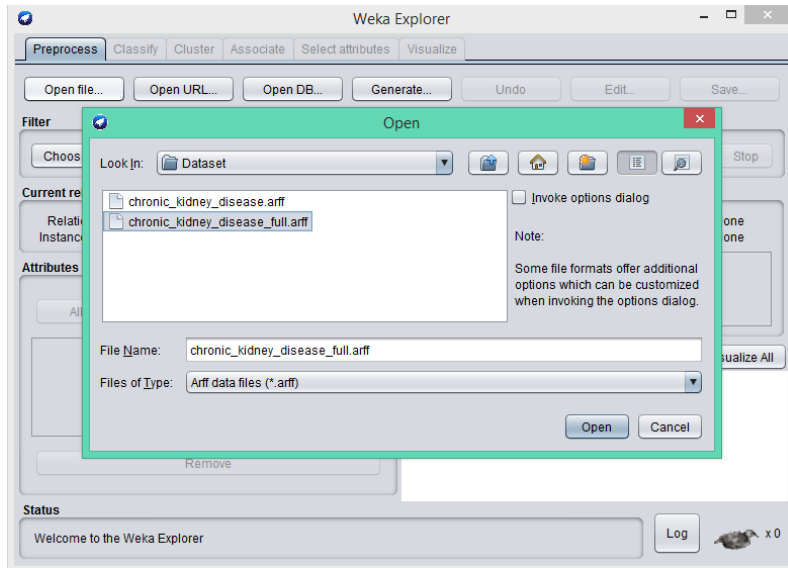 Weka Explorer
Preprocess Classify Cluster Associate Select attributes Visualize
Open file... Open URL... Open DB... Generate... Undo Edit... Save...
Filter
Open
Choos
Look In: Dataset
Stop
chronic_kidney_disease.arff
chronic_kidney_disease_full.arff
Invoke options dialog
Current re
Relati
Instanc
Note:
one
one
Some file formats offer additional
options which can be customized
when invoking the options dialog.
Attributes
All
File Name: chronic_kidney_disease_full.arff
sualize All
Files of Type: Arff data files (*.arff)
Open Cancel
Remove
Status
Welcome to the Weka Explorer
Log
x 0